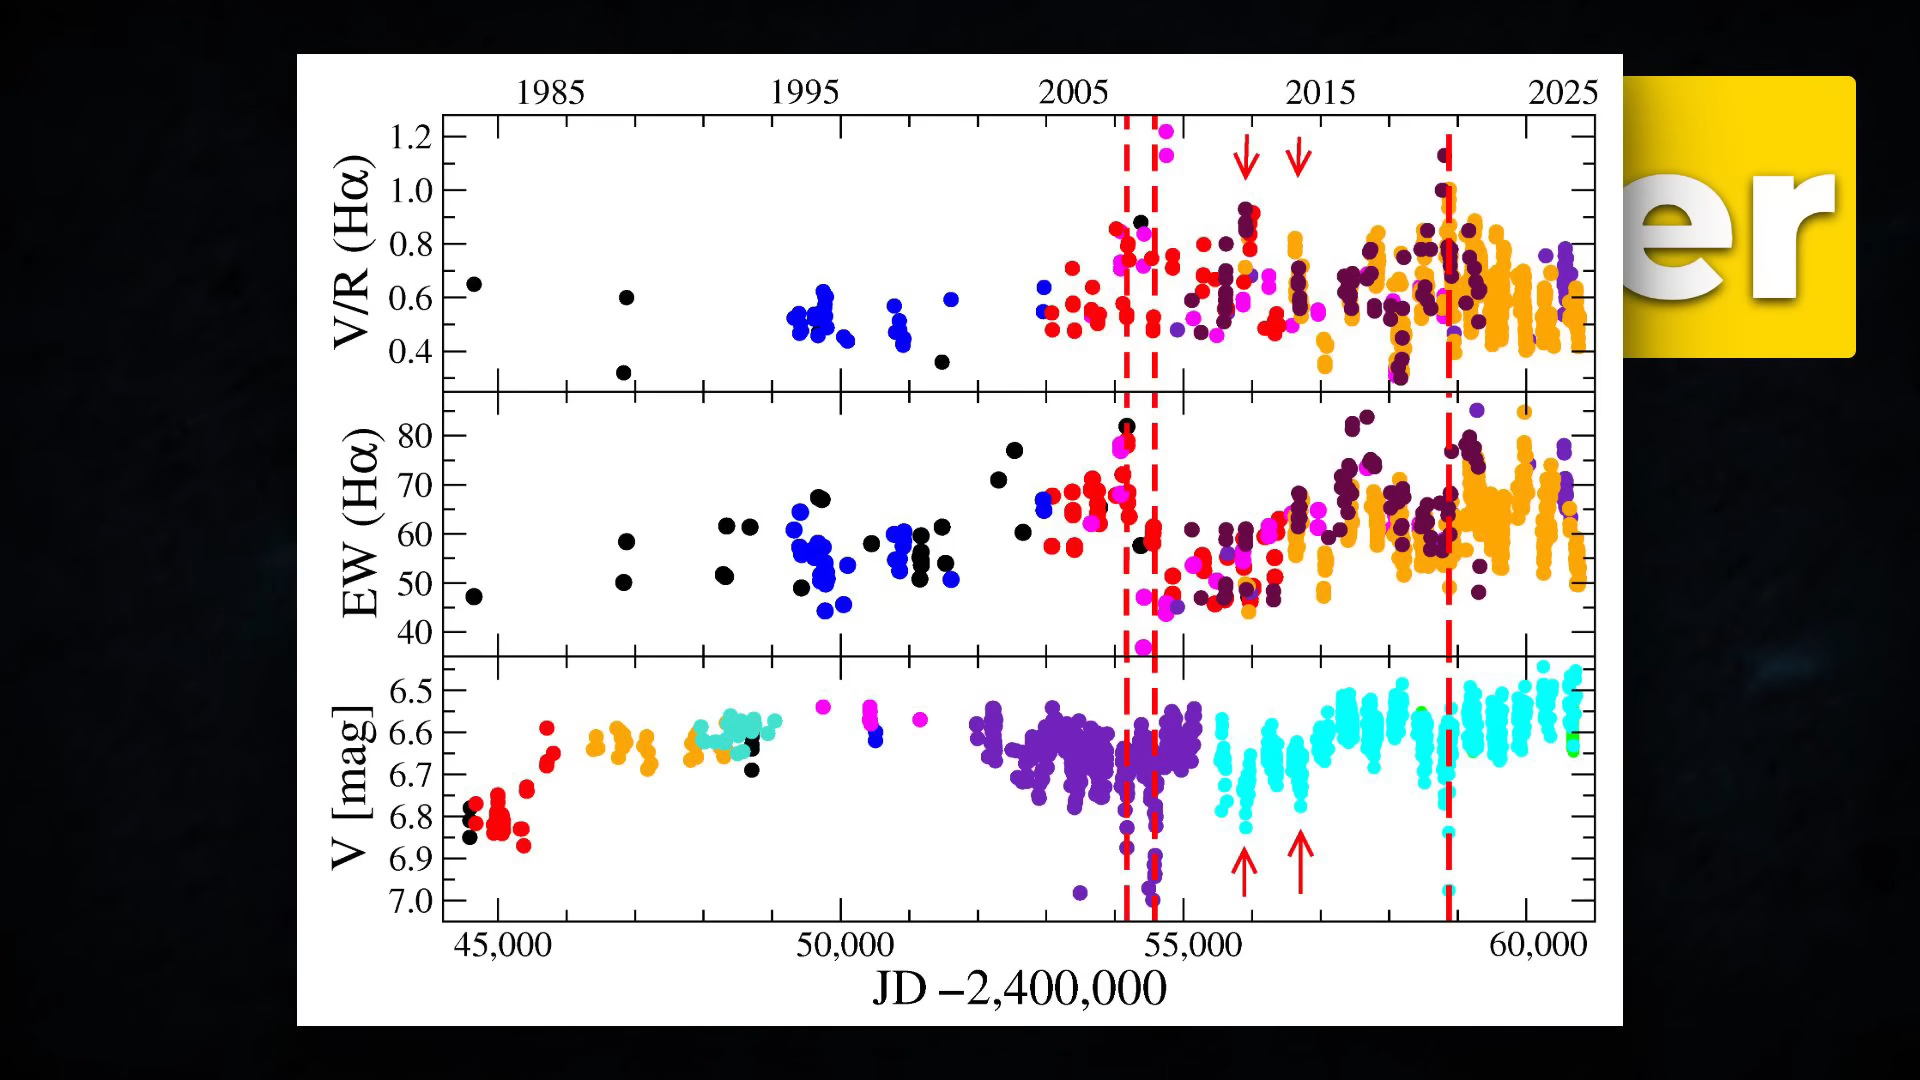 1985 1995 2005 2015 2025
V/R (Hα)
1.2
1.0
0.8
0.6
0.4
EW (Hα)
80
70
60
50
40
V [mag]
6.5
6.6
6.7
6.8
6.9
7.0
45,000 50,000 55,000 60,000
JD −2,400,000
er